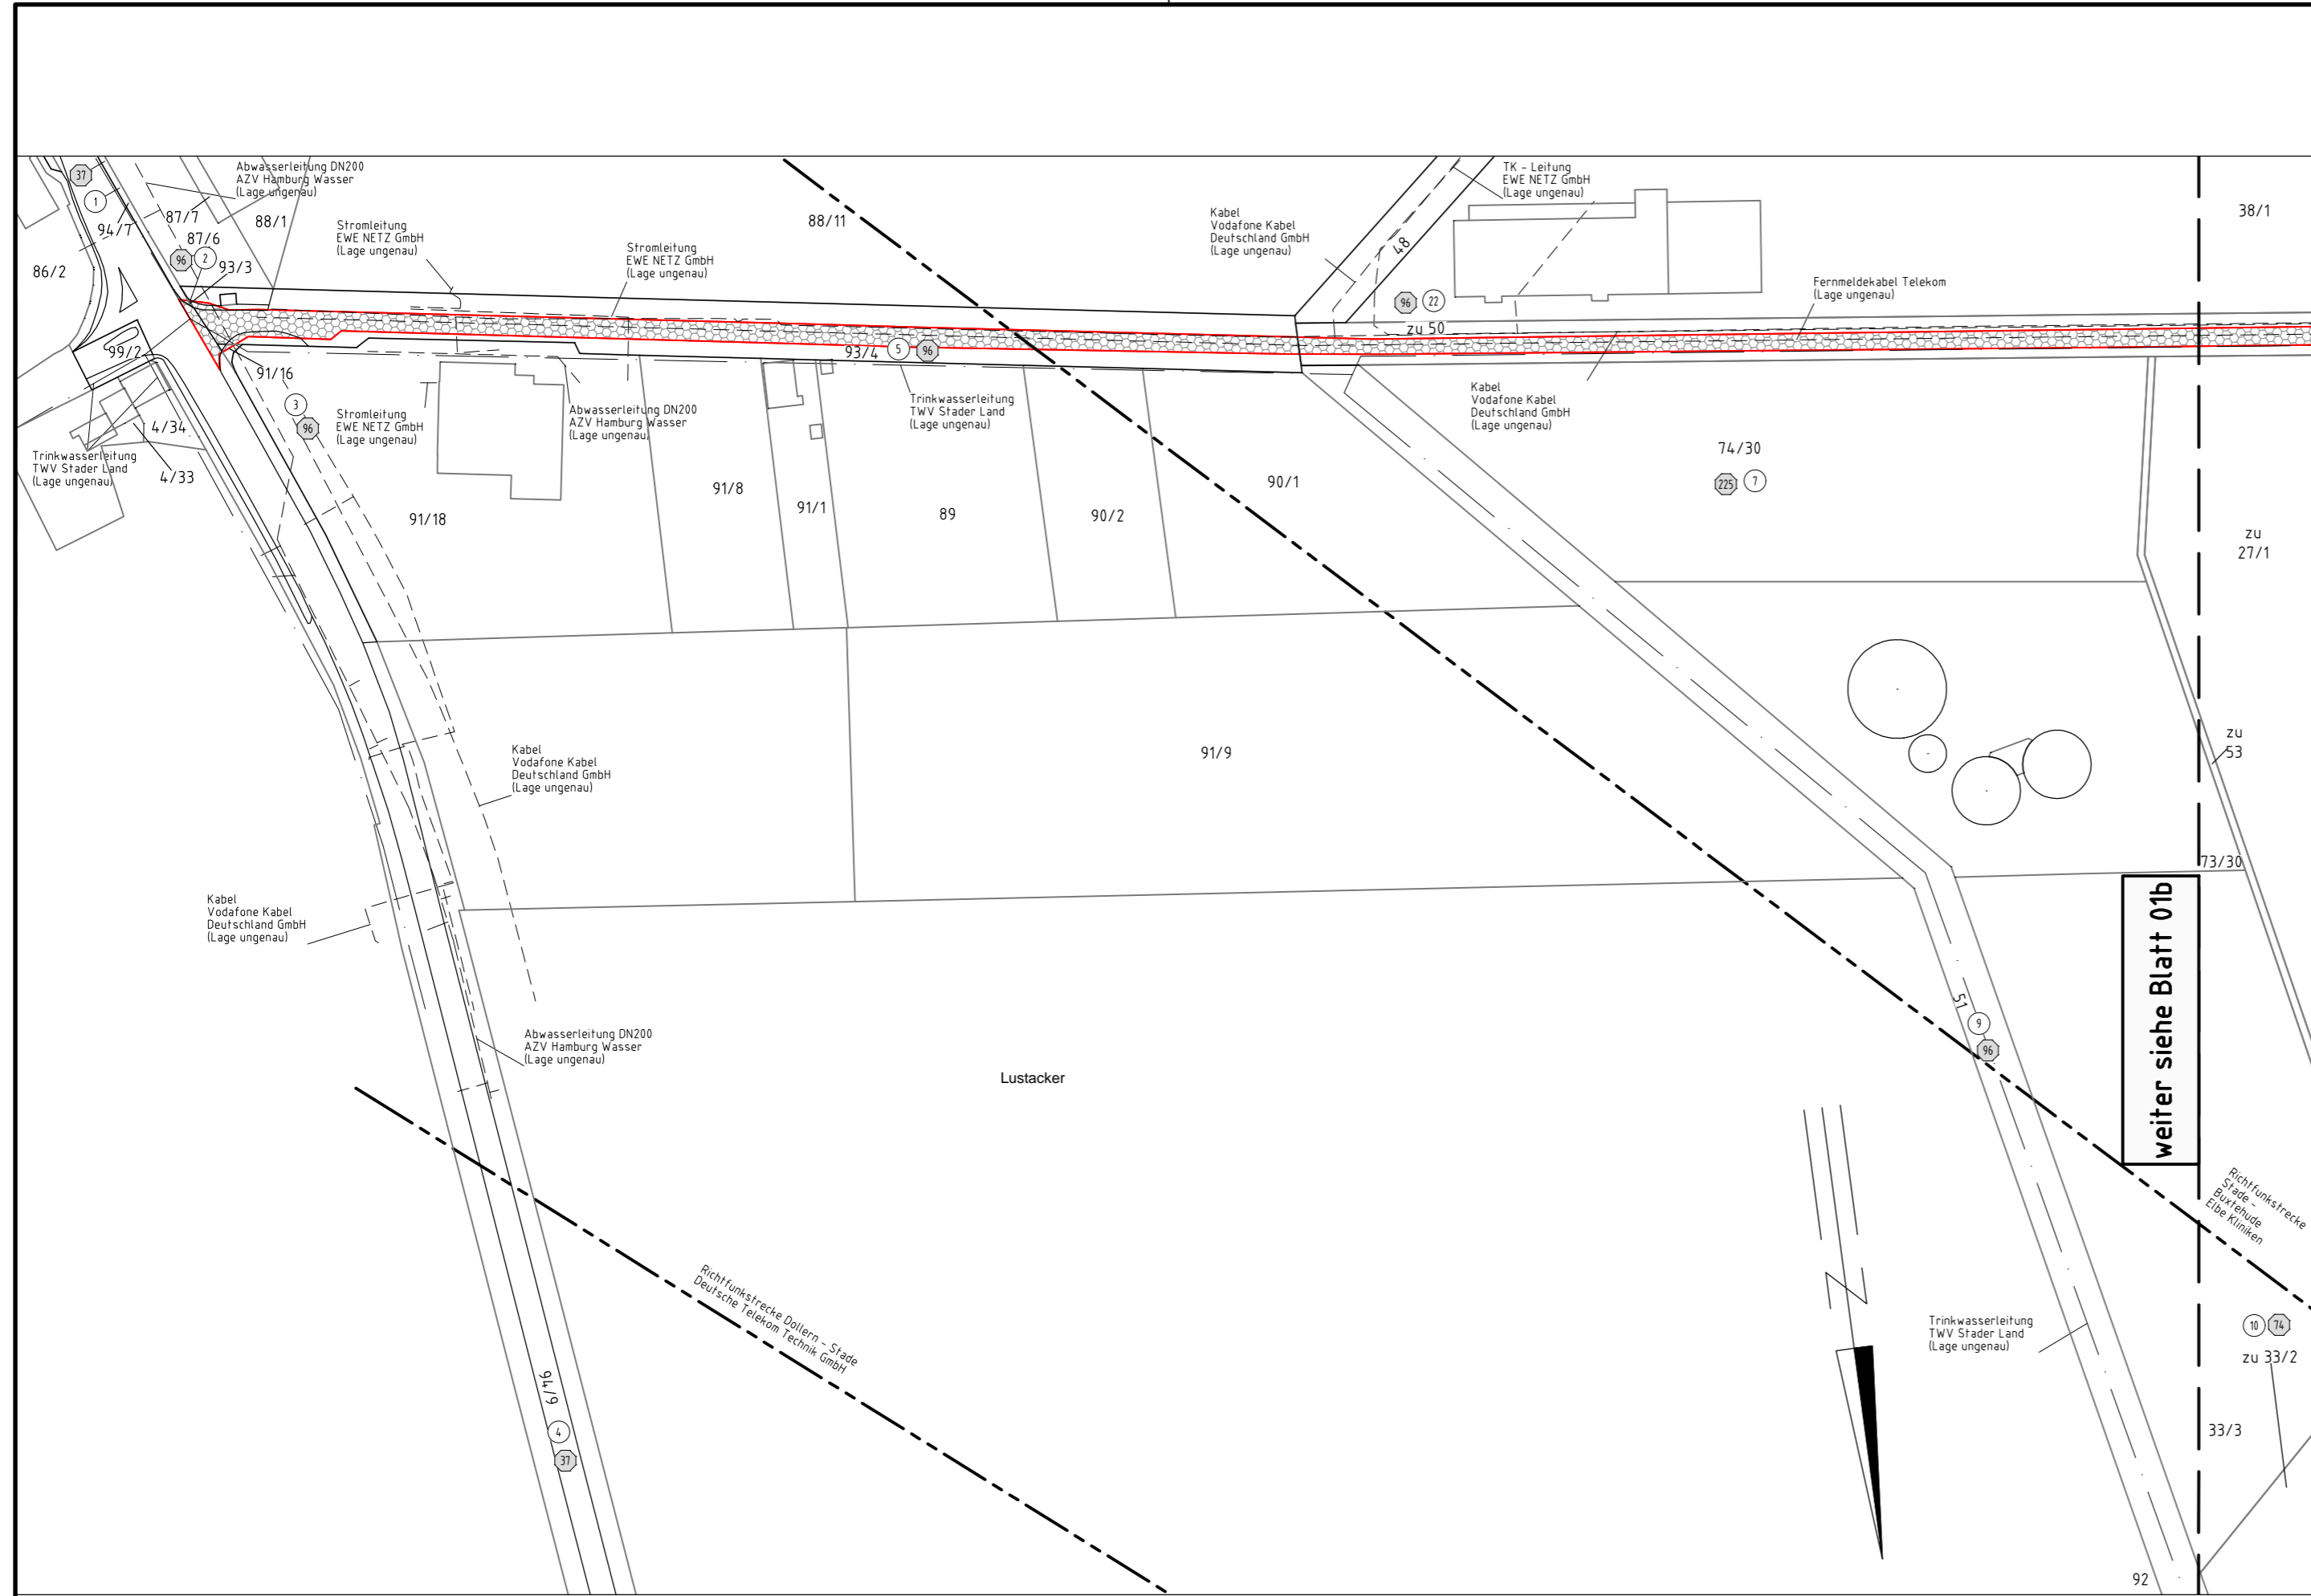 37
1
94/7
87/7
87/6
88/1
Abwasserleitung DN200
AZV Hamburg Wasser
(Lage ungenau)
96
2
93/3
86/2
99/2
91/16
Stromleitung
EWE NETZ GmbH
(Lage ungenau)
Stromleitung
EWE NETZ GmbH
(Lage ungenau)
88/11
Kabel
Vodafone Kabel
Deutschland GmbH
(Lage ungenau)
48
TK - Leitung
EWE NETZ GmbH
(Lage ungenau)
96
22
zu 50
Fernmeldekabel Telekom
(Lage ungenau)
38/1
93/4
5
96
3
96
4/34
4/33
Trinkwasserleitung
TWV Stader Land
(Lage ungenau)
Stromleitung
EWE NETZ GmbH
(Lage ungenau)
Abwasserleitung DN200
AZV Hamburg Wasser
(Lage ungenau)
Trinkwasserleitung
TWV Stader Land
(Lage ungenau)
Kabel
Vodafone Kabel
Deutschland GmbH
(Lage ungenau)
91/18
91/8
91/1
89
90/2
90/1
74/30
225
7
zu
27/1
zu
53
Kabel
Vodafone Kabel
Deutschland GmbH
(Lage ungenau)
91/9
73/30
Kabel
Vodafone Kabel
Deutschland GmbH
(Lage ungenau)
weiter siehe Blatt 01b
51
9
96
Abwasserleitung DN200
AZV Hamburg Wasser
(Lage ungenau)
Lustacker
Richtfunkstrecke
Stade -
Buxtehude
Elbe Kliniken
Richtfunkstrecke Dollern - Stade
Deutsche Telekom Technik GmbH
Trinkwasserleitung
TWV Stader Land
(Lage ungenau)
10
74
zu 33/2
94/9
4
37
33/3
92